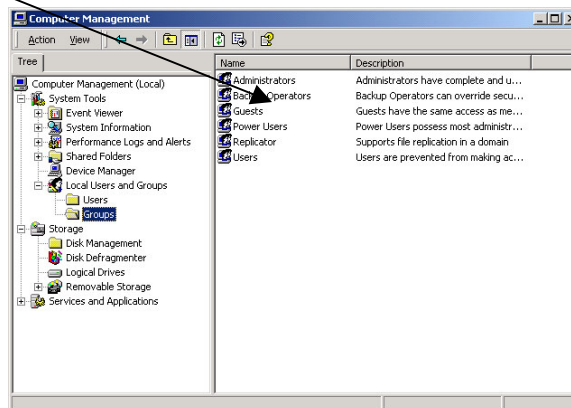 Computer Management
Action View
Tree
Computer Management (Local)
System Tools
Event Viewer
System Information
Performance Logs and Alerts
Shared Folders
Device Manager
Local Users and Groups
Users
Groups
Storage
Disk Management
Disk Defragmenter
Logical Drives
Removable Storage
Services and Applications
Name Description
Administrators Administrators have complete and u...
Backup Operators Backup Operators can override secu...
Guests Guests have the same access as me...
Power Users Power Users possess most administr...
Replicator Supports file replication in a domain
Users Users are prevented from making ac...